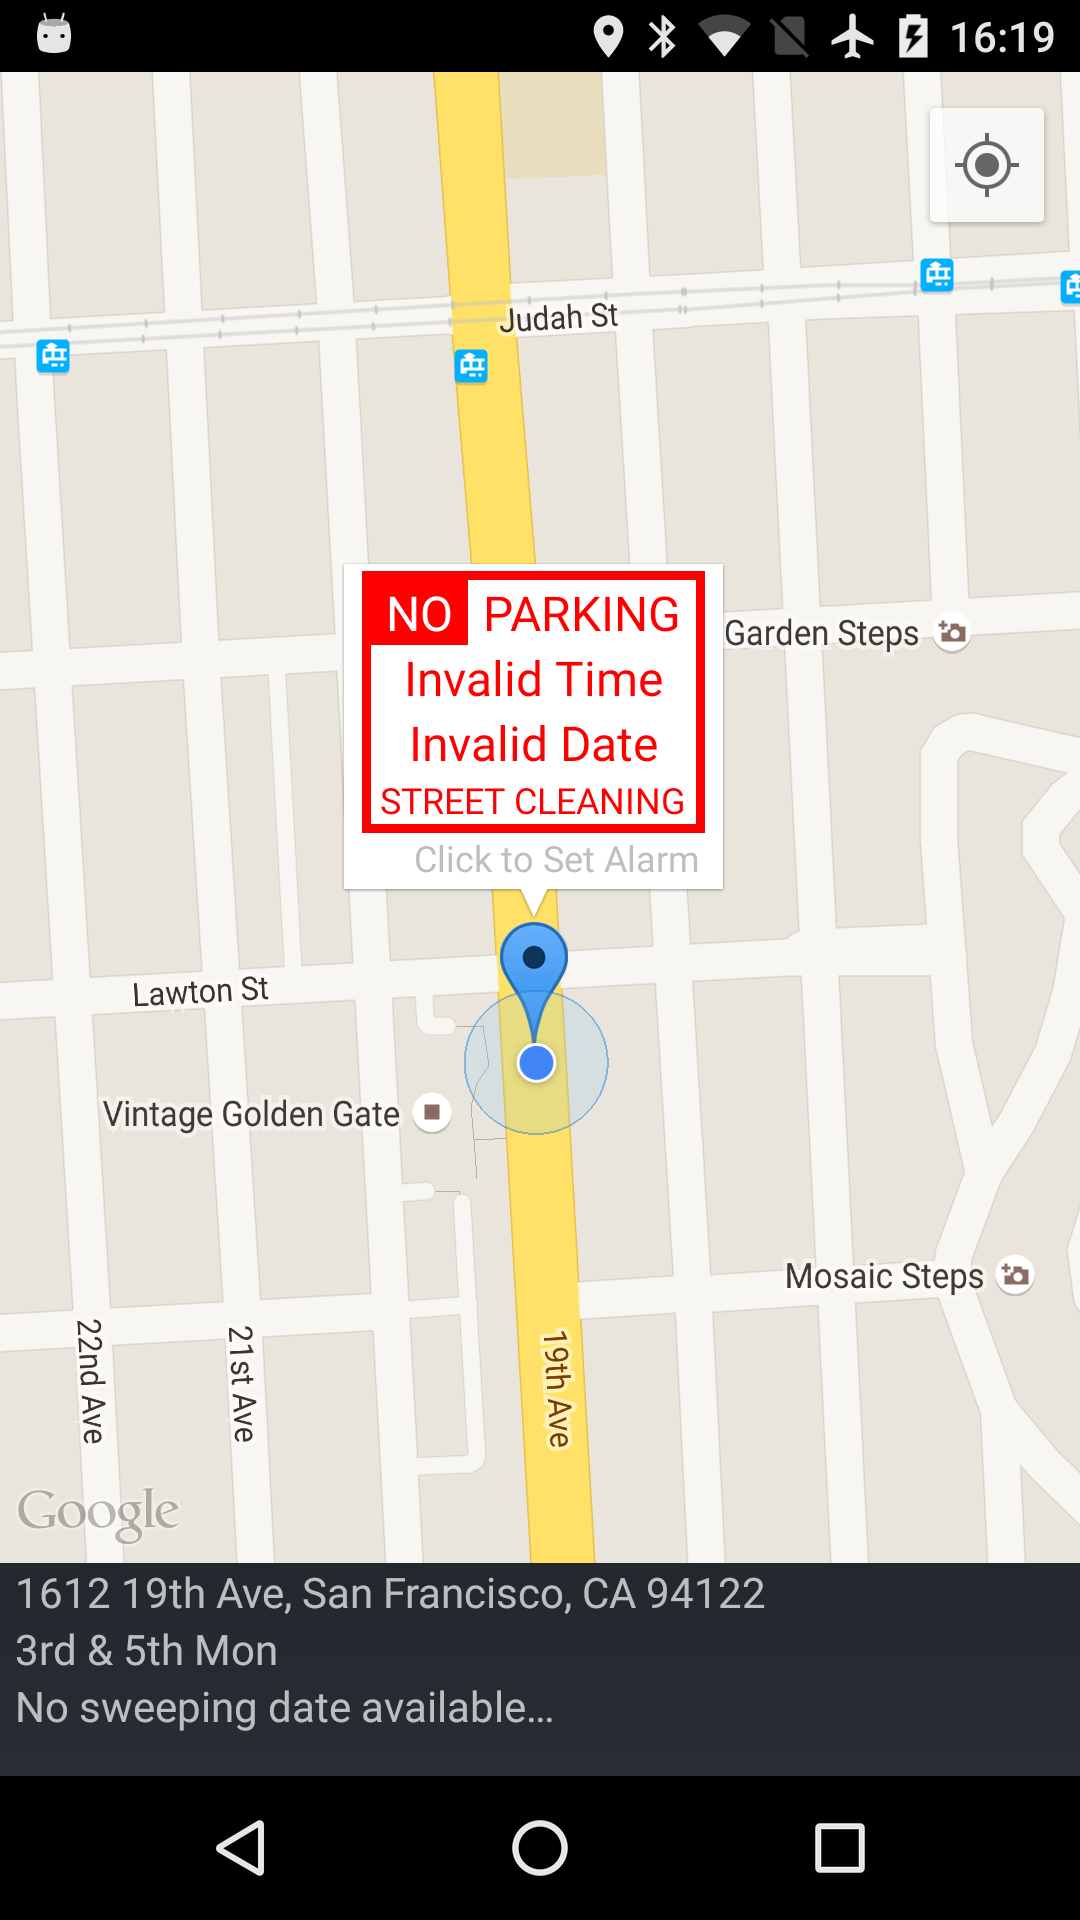 16:19
Judah St
NO PARKING
Invalid Time
Invalid Date
STREET CLEANING
Click to Set Alarm
Garden Steps
Lawton St
Vintage Golden Gate
Mosaic Steps
22nd Ave
21st Ave
19th Ave
Google
1612 19th Ave, San Francisco, CA 94122
3rd & 5th Mon
No sweeping date available...